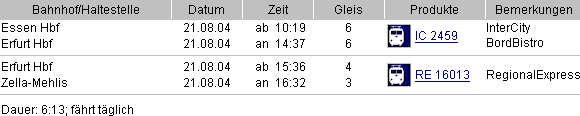 Bahnhof/Haltestelle Datum Zeit Gleis Produkte Bemerkungen
Essen Hbf 21.08.04 ab 10:19 6 IC 2459 InterCity
Erfurt Hbf 21.08.04 an 14:37 6 BordBistro
Erfurt Hbf 21.08.04 ab 15:36 4 RE 16013 RegionalExpress
Zella-Mehlis 21.08.04 an 16:32 3
Dauer: 6:13; fährt täglich